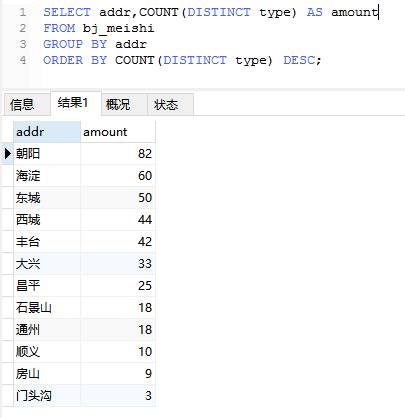 1 SELECT addr,COUNT(DISTINCT type) AS amount
2 FROM bj_meishi
3 GROUP BY addr
4 ORDER BY COUNT(DISTINCT type) DESC;
信息 结果1 概况 状态
addr amount
朝阳 82
海淀 60
东城 50
西城 44
丰台 42
大兴 33
昌平 25
石景山 18
通州 18
顺义 10
房山 9
门头沟 3